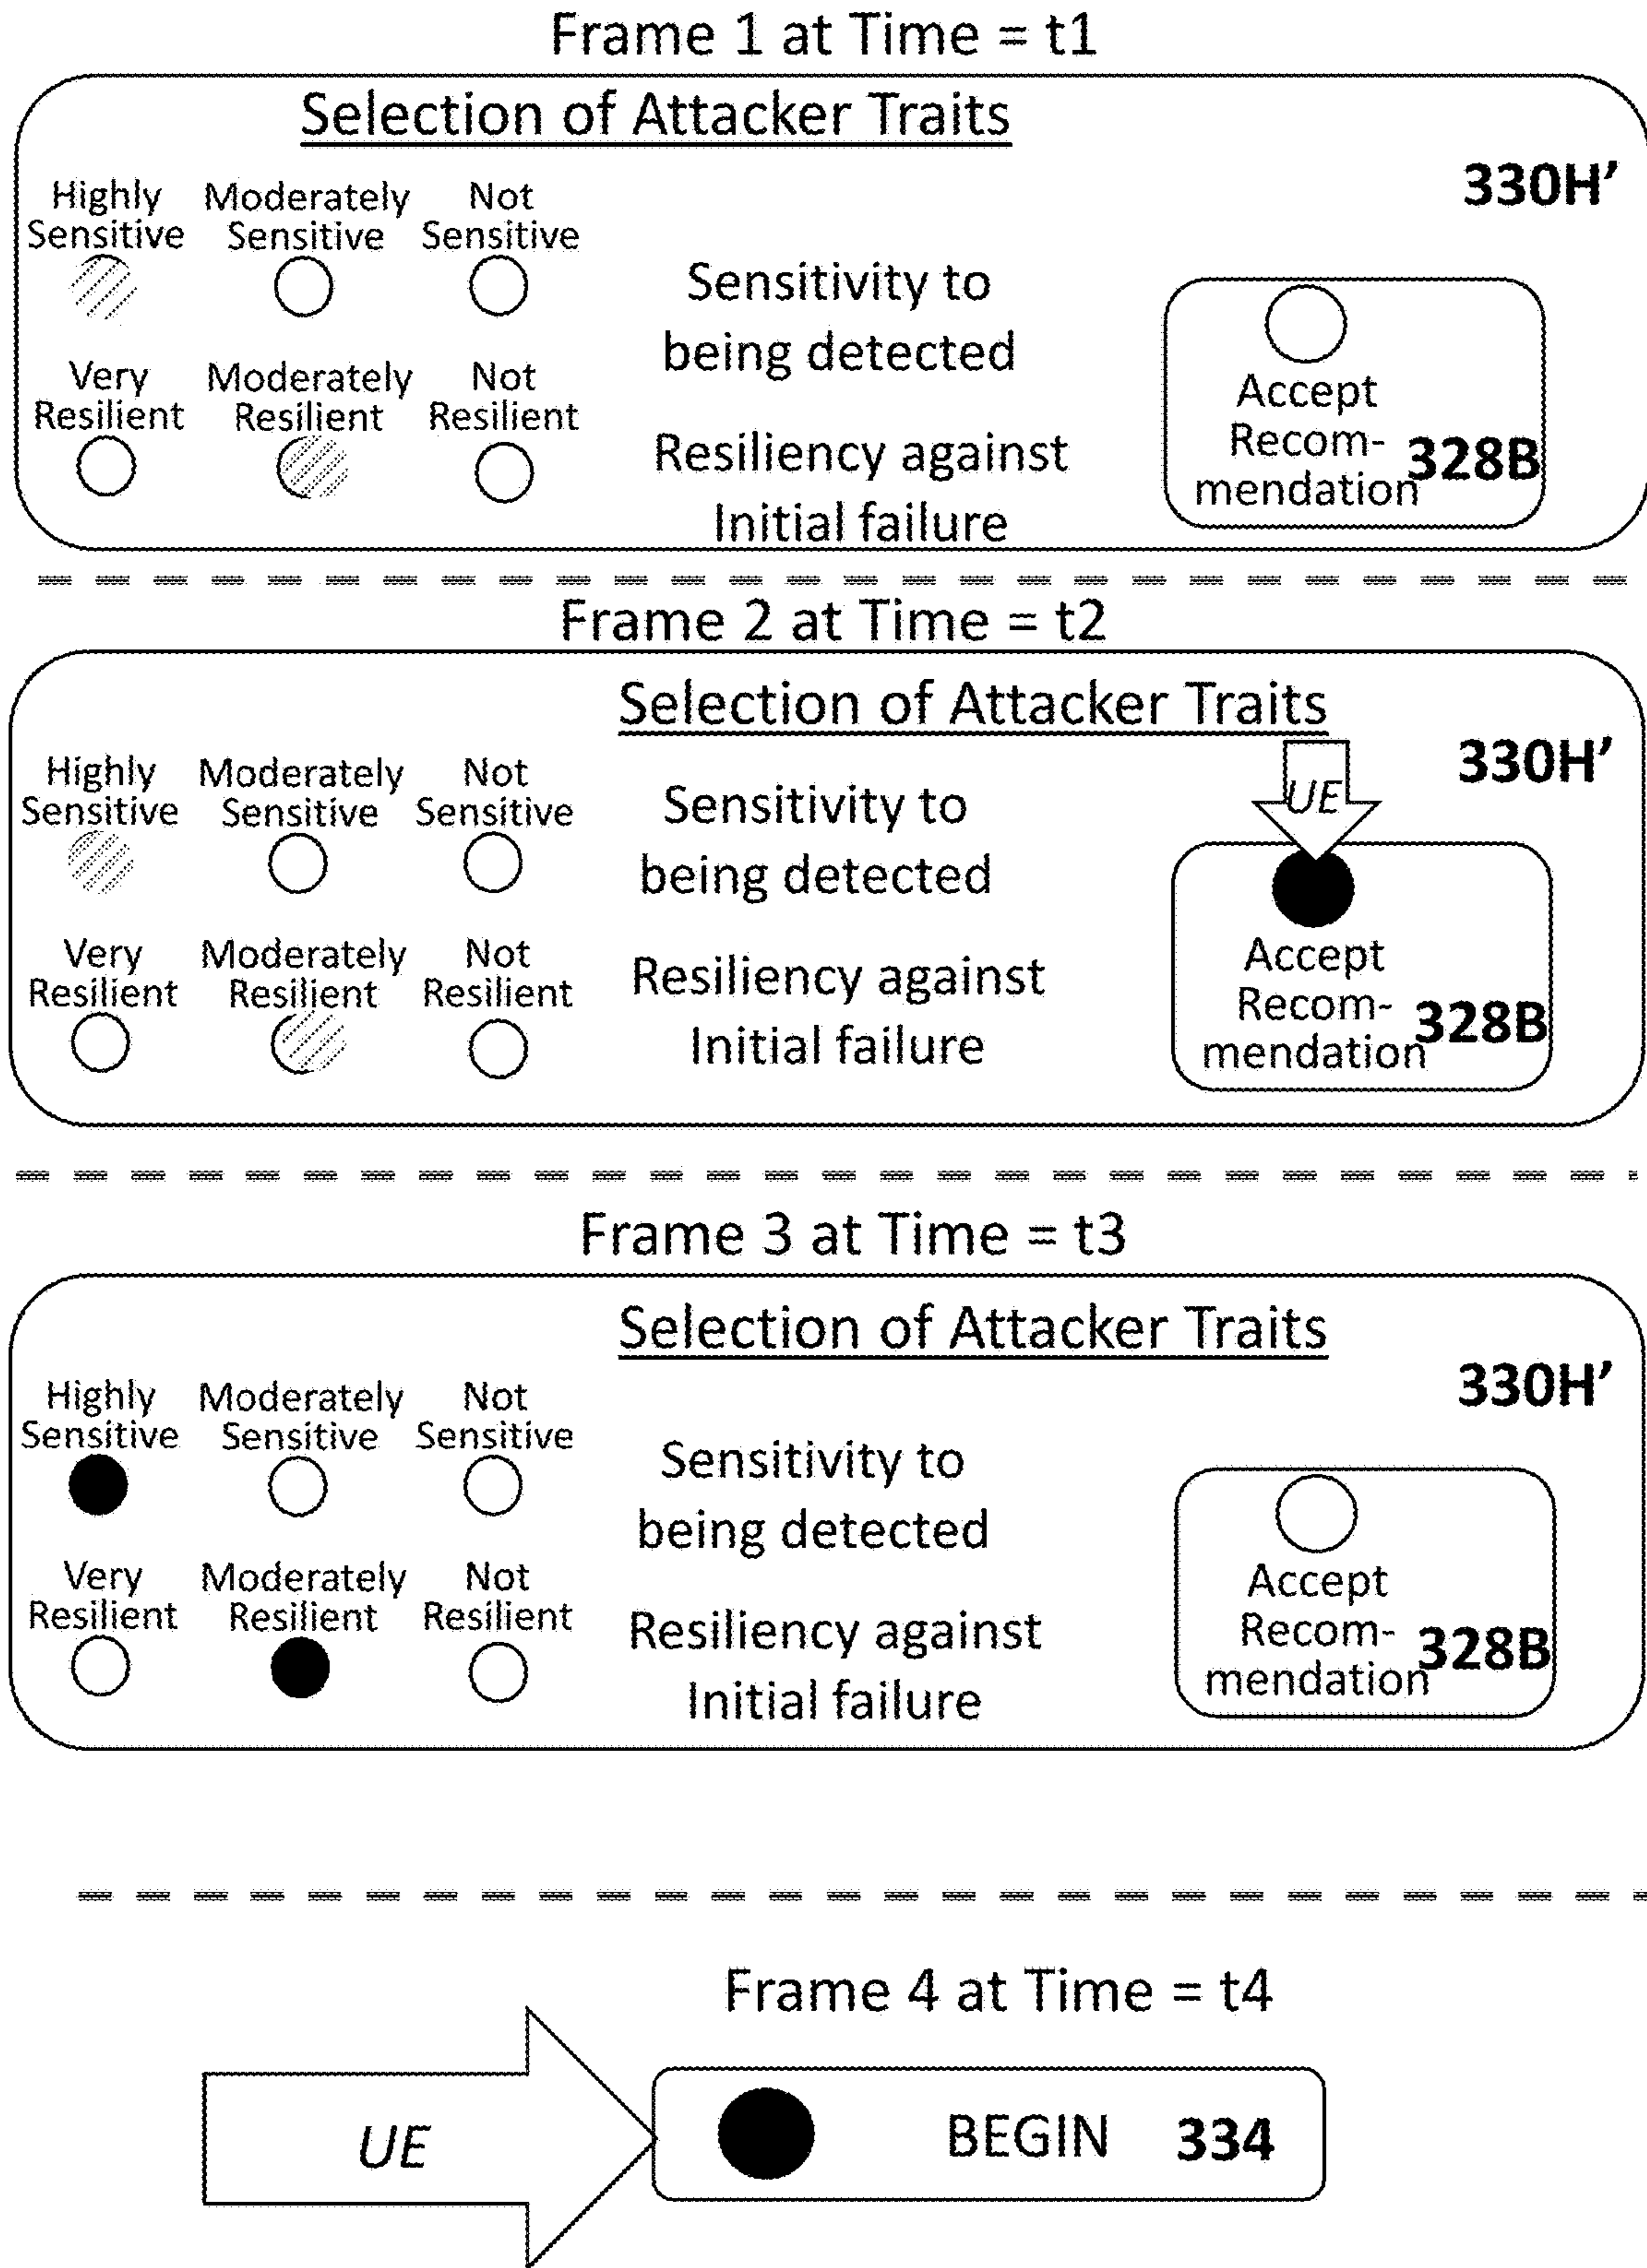 Frame 1 at Time = t1
Selection of Attacker Traits
330H’
Highly Moderately Not
Sensitive Sensitive Sensitive
Sensitivity to
being detected
Very Moderately Not
Resilient Resilient Resilient
Resiliency against
Initial failure
Accept
Recom-
mendation
328B
Frame 2 at Time = t2
Selection of Attacker Traits
330H’
UE
Highly Moderately Not
Sensitive Sensitive Sensitive
Sensitivity to
being detected
Very Moderately Not
Resilient Resilient Resilient
Resiliency against
Initial failure
Accept
Recom-
mendation
328B
Frame 3 at Time = t3
Selection of Attacker Traits
330H’
Highly Moderately Not
Sensitive Sensitive Sensitive
Sensitivity to
being detected
Very Moderately Not
Resilient Resilient Resilient
Resiliency against
Initial failure
Accept
Recom-
mendation
328B
Frame 4 at Time = t4
UE
BEGIN 334